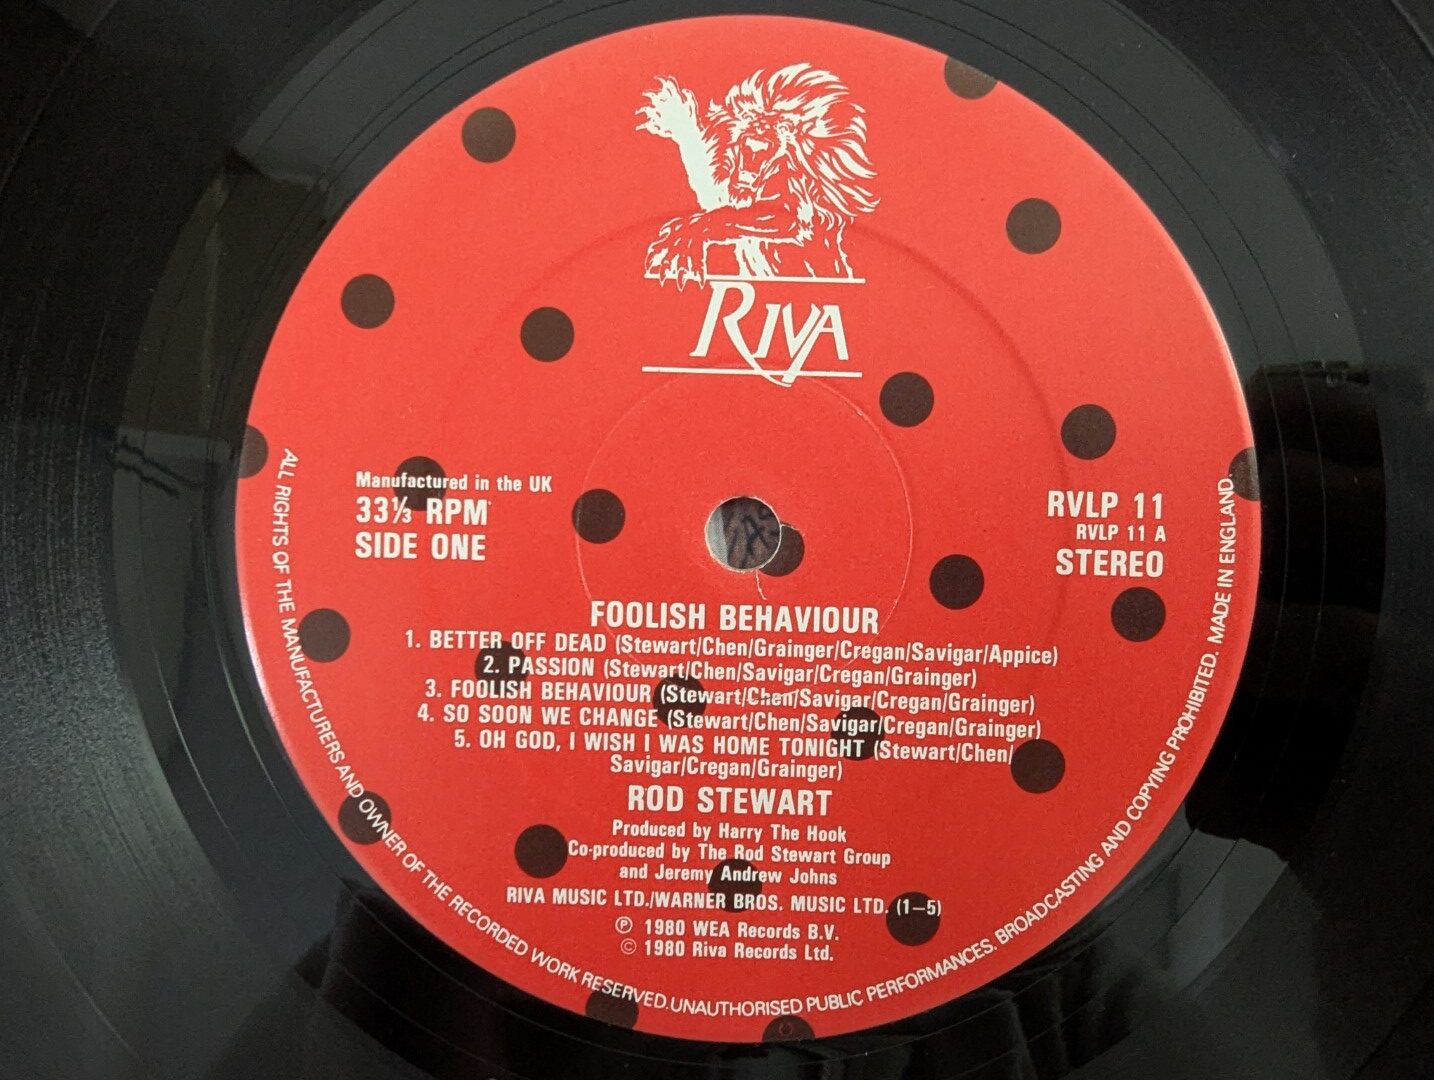 RIVA
Manufactured in the UK
33⅓ RPM
SIDE ONE
RVLP 11
RVLP 11 A
STEREO
FOOLISH BEHAVIOUR
1. BETTER OFF DEAD (Stewart/Chen/Grainger/Cregan/Savigar/Appice)
2. PASSION (Stewart/Chen/Savigar/Cregan/Grainger)
3. FOOLISH BEHAVIOUR (Stewart/Chen/Savigar/Cregan/Grainger)
4. SO SOON WE CHANGE (Stewart/Chen/Savigar/Cregan/Grainger)
5. OH GOD, I WISH I WAS HOME TONIGHT (Stewart/Chen/
Savigar/Cregan/Grainger)
ROD STEWART
Produced by Harry The Hook
Co-produced by The Rod Stewart Group
and Jeremy Andrew Johns
RIVA MUSIC LTD./WARNER BROS. MUSIC LTD. (1–5)
℗ 1980 WEA Records B.V.
© 1980 Riva Records Ltd.
ALL RIGHTS OF THE MANUFACTURERS AND OWNER OF THE RECORDED WORK RESERVED. UNAUTHORISED PUBLIC PERFORMANCES. BROADCASTING AND COPYING PROHIBITED. MADE IN ENGLAND.